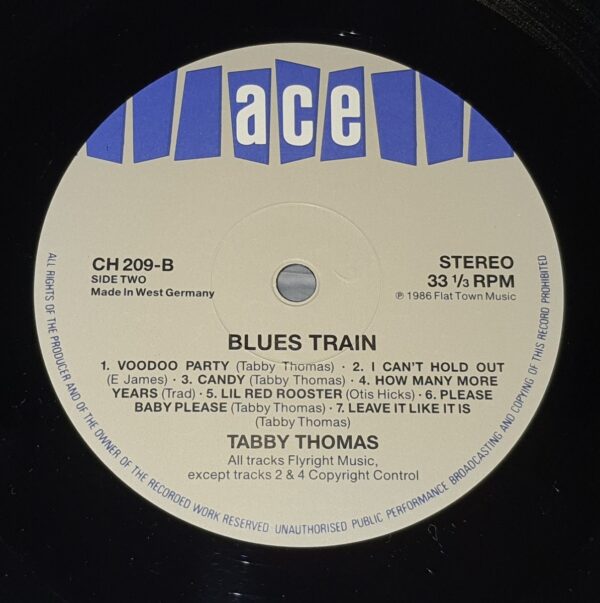 ace
CH 209-B
SIDE TWO
Made in West Germany
STEREO
33 1/3 RPM
℗ 1986 Flat Town Music
BLUES TRAIN
1. VOODOO PARTY (Tabby Thomas) · 2. I CAN'T HOLD OUT
(E James) · 3. CANDY (Tabby Thomas) · 4. HOW MANY MORE
YEARS (Trad) · 5. LIL RED ROOSTER (Otis Hicks) · 6. PLEASE
BABY PLEASE (Tabby Thomas) · 7. LEAVE IT LIKE IT IS
(Tabby Thomas)
TABBY THOMAS
All tracks Flyright Music,
except tracks 2 & 4 Copyright Control
ALL RIGHTS OF THE PRODUCER AND OF THE OWNER OF THE RECORDED WORK RESERVED UNAUTHORISED PUBLIC PERFORMANCE BROADCASTING AND COPYING OF THIS RECORD PROHIBITED